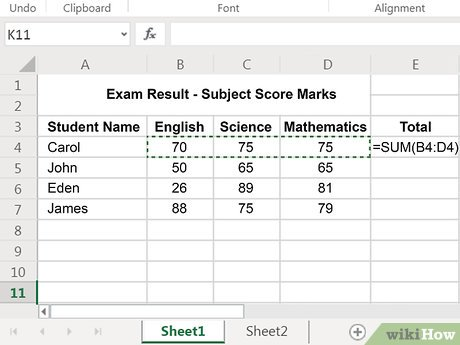 Undo Clipboard Font Alignment
K11 fx
A B C D E
1 Exam Result - Subject Score Marks
2
3 Student Name English Science Mathematics Total
4 Carol 70 75 75 =SUM(B4:D4)
5 John 50 65 65
6 Eden 26 89 81
7 James 88 75 79
8
9
10
11
Sheet1 Sheet2
wikiHow